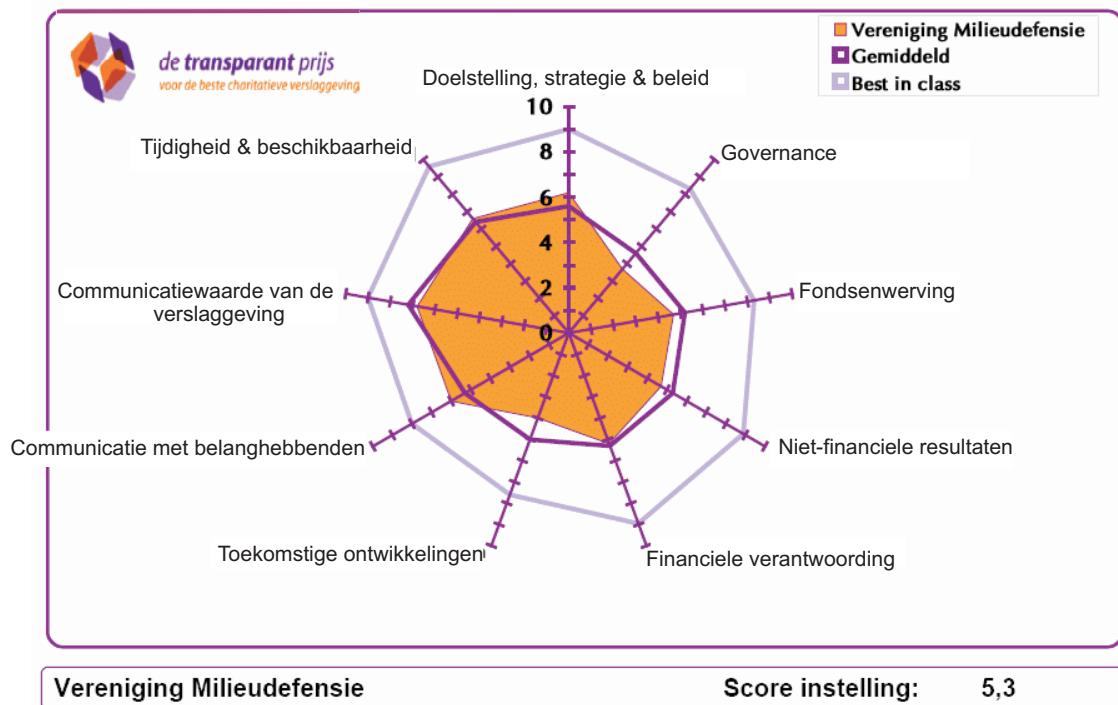 de transparant prijs
voor de beste charitatieve verslaggeving
Vereniging Milieudefensie
Gemiddeld
Best in class
Doelstelling, strategie & beleid
10
8
6
4
2
0
Tijdigheid & beschikbaarheid
Governance
Communicatiewaarde van de
verslaggeving
Fondsenwerving
Communicatie met belanghebbenden
Niet-financiele resultaten
Toekomstige ontwikkelingen
Financiele verantwoording
Vereniging Milieudefensie Score instelling: 5,3